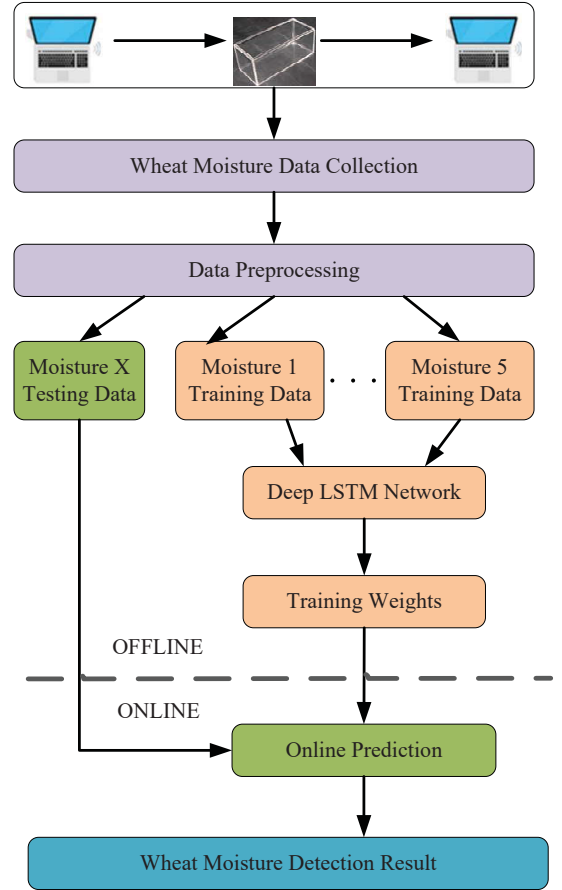 Wheat Moisture Data Collection
Data Preprocessing
Moisture X
Testing Data
Moisture 1
Training Data
. . .
Moisture 5
Training Data
Deep LSTM Network
Training Weights
OFFLINE
ONLINE
Online Prediction
Wheat Moisture Detection Result